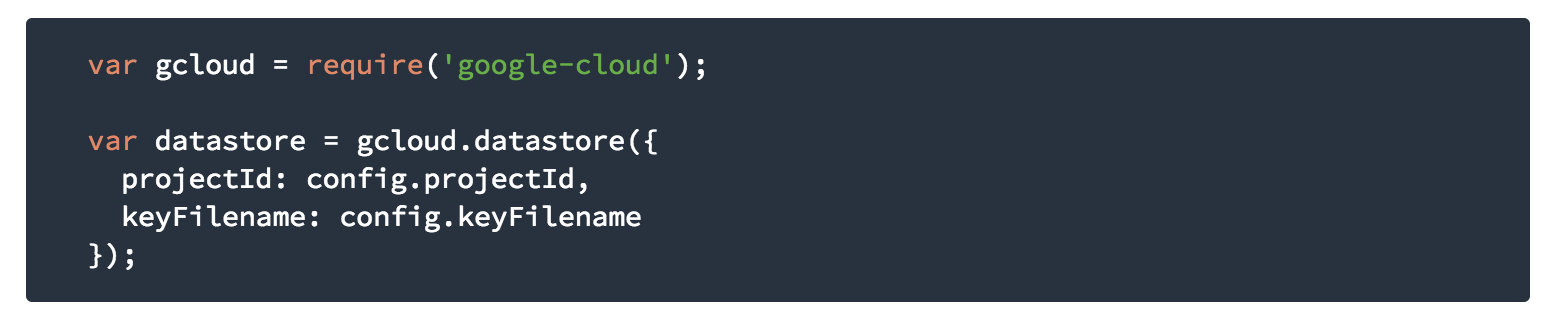 var gcloud = require('google-cloud');
var datastore = gcloud.datastore({
  projectId: config.projectId,
  keyFilename: config.keyFilename
});